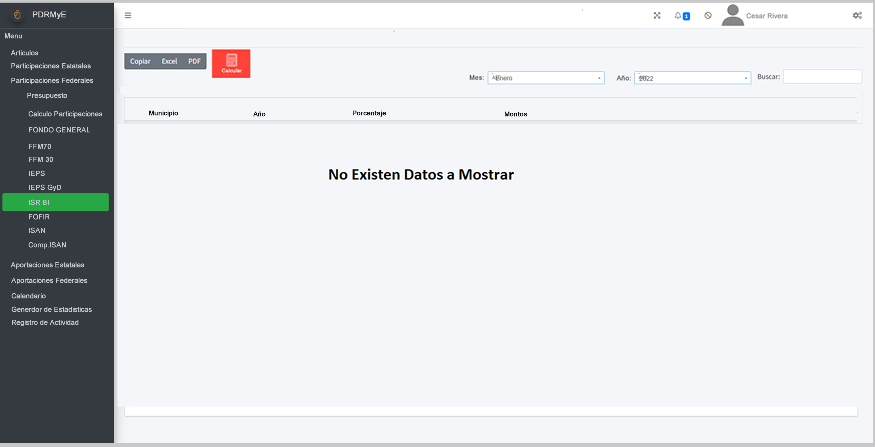 PDRMyE
Cesar Rivera
1
Menu
Articulos
Participaciones Estatales
Participaciones Federales
Presupuesto
Calculo Participaciones
FONDO GENERAL
FFM70
FFM 30
IEPS
IEPS GyD
ISR BI
FOFIR
ISAN
Comp.ISAN
Aportaciones Estatales
Aportaciones Federales
Calendario
Generdor de Estadisticas
Registro de Actividad
Copiar Excel PDF
Calcular
Mes: Enero Año: 2022 Buscar:
Municipio Año Porcentaje Montos
No Existen Datos a Mostrar